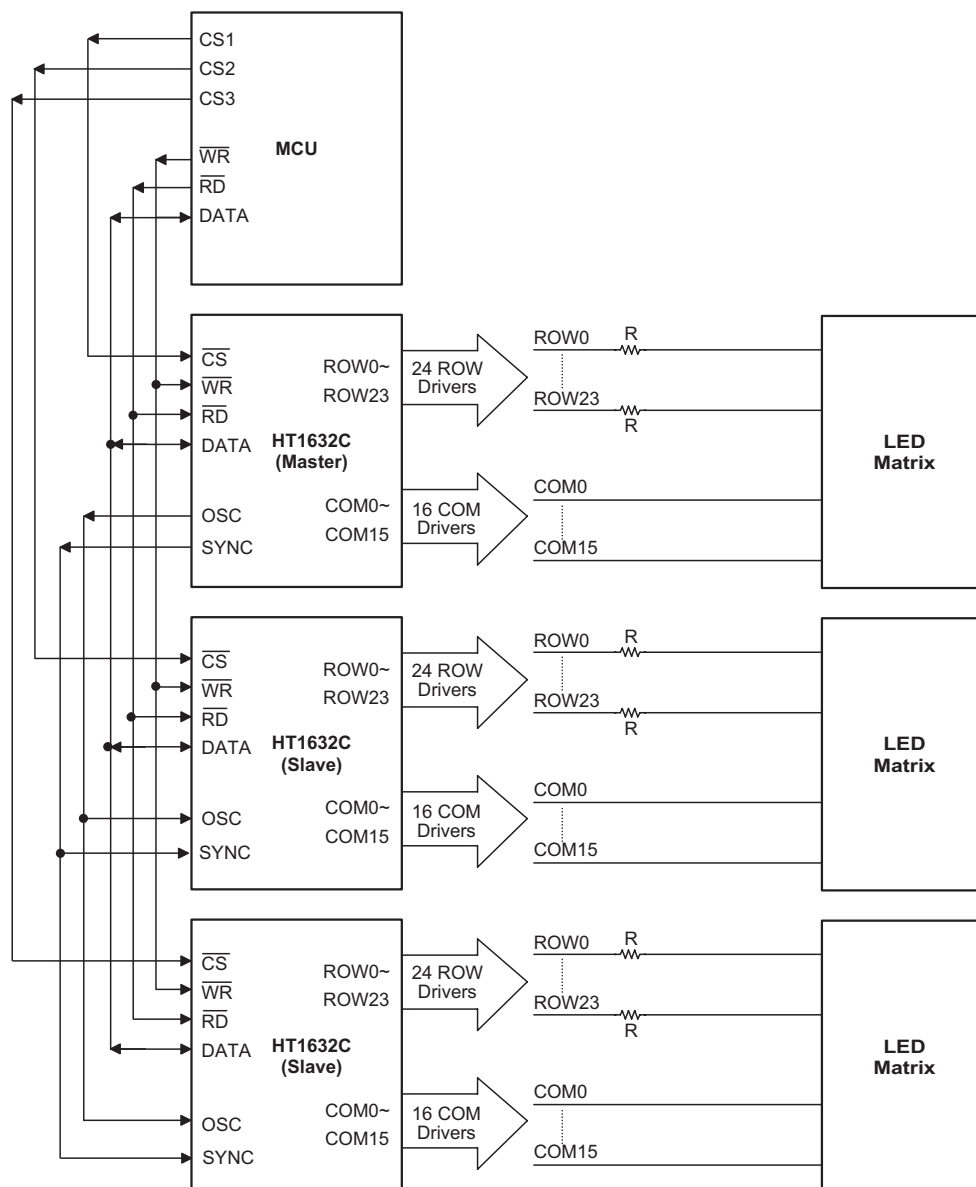 CS1
CS2
CS3
MCU
WR
RD
DATA
CS
WR
RD
DATA
OSC
SYNC
HT1632C
(Master)
ROW0~
ROW23
COM0~
COM15
24 ROW
Drivers
16 COM
Drivers
ROW0
R
ROW23
R
COM0
COM15
LED
Matrix
CS
WR
RD
DATA
OSC
SYNC
HT1632C
(Slave)
ROW0~
ROW23
COM0~
COM15
24 ROW
Drivers
16 COM
Drivers
ROW0
R
ROW23
R
COM0
COM15
LED
Matrix
CS
WR
RD
DATA
OSC
SYNC
HT1632C
(Slave)
ROW0~
ROW23
COM0~
COM15
24 ROW
Drivers
16 COM
Drivers
ROW0
R
ROW23
R
COM0
COM15
LED
Matrix